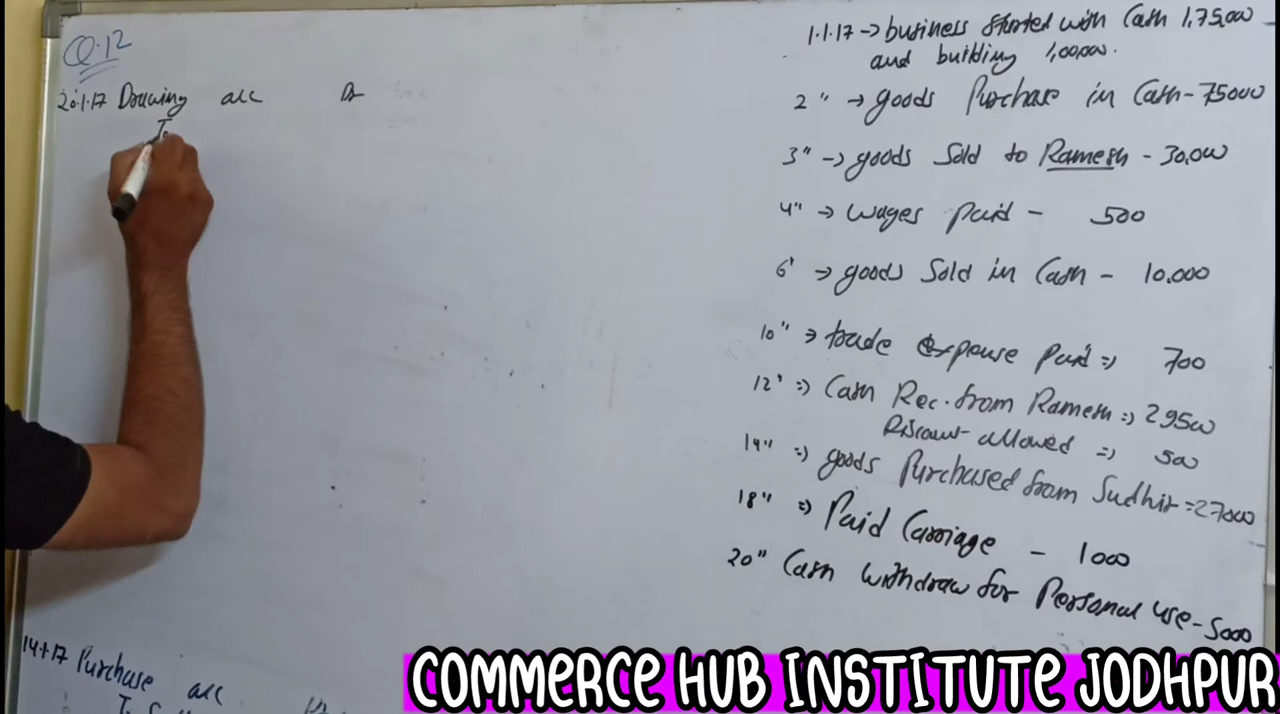 Q.12
20.1.17 Drawing a/c Dr
To
1.1.17 → business started with Cash 1,75,000
and building 1,00,000.
2 " → goods Purchase in Cash - 75000
3 " → goods Sold to Ramesh - 30,000
4 " → wages paid - 500
6 ' → goods Sold in Cash - 10,000
10 " → trade expense paid ⇒ 700
12 ' ⇒ Cash Rec. from Ramesh ⇒ 29500
Discount allowed ⇒ 500
14 " ⇒ goods Purchased from Sudhir = 27000
18 " ⇒ Paid Carriage - 1000
20 " Cash withdraw for Personal use - 5000
14.1.17 Purchase a/c Dr
To
COMMERCE HUB INSTITUTE JODHPUR